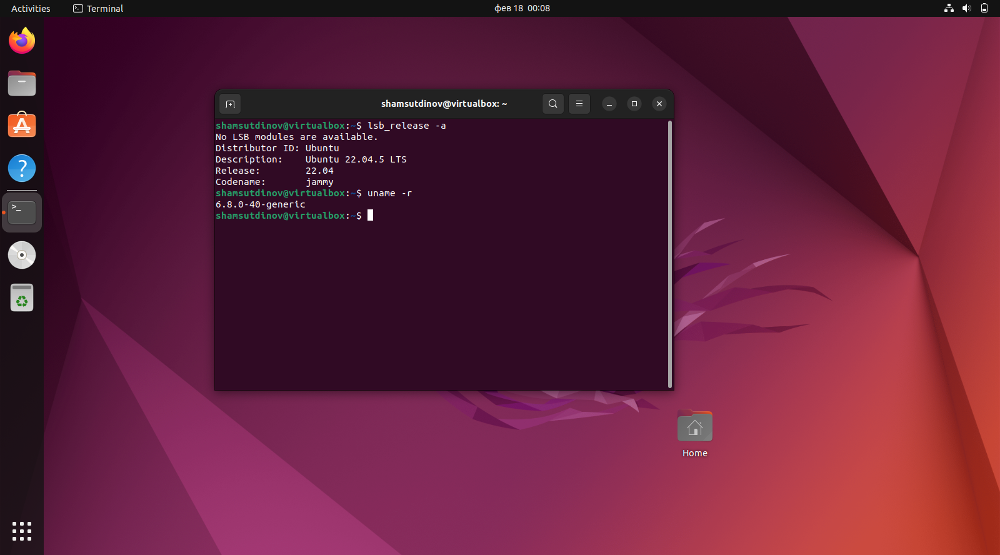 Activities
Terminal
фев 18 00:08
shamsutdinov@virtualbox: ~
shamsutdinov@virtualbox:~$ lsb_release -a
No LSB modules are available.
Distributor ID: Ubuntu
Description:    Ubuntu 22.04.5 LTS
Release:        22.04
Codename:       jammy
shamsutdinov@virtualbox:~$ uname -r
6.8.0-40-generic
shamsutdinov@virtualbox:~$
Home